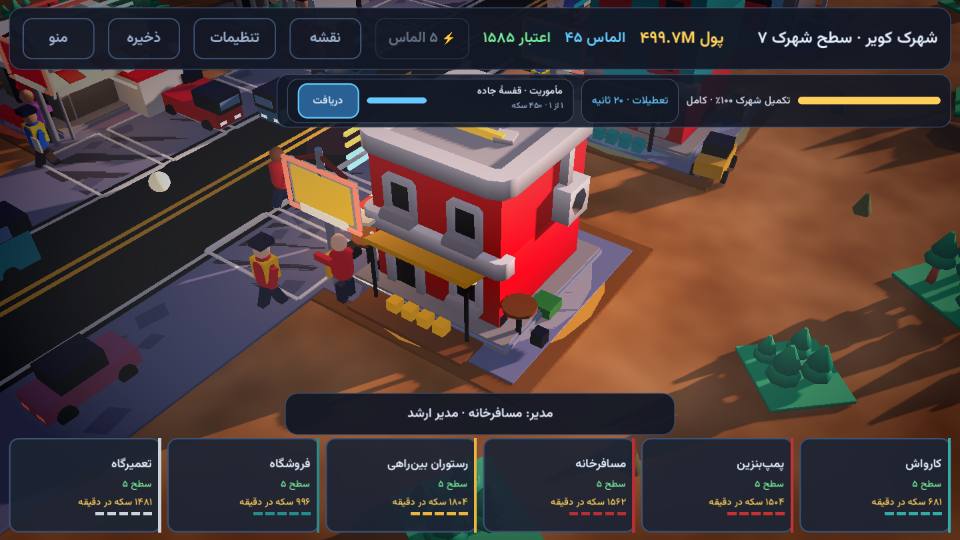 شهرک کویر · سطح شهرک ۷
پول ۴۹۹.۷M
الماس ۴۵
اعتبار ۱۵۸۵
⚡ ۵ الماس
نقشه
تنظیمات
ذخیره
منو
تکمیل شهرک ۱۰۰٪ · کامل
تعطیلات · ۲۰ ثانیه
مأموریت · قفسهٔ جاده
۱ از ۱ · ۴۵۰ سکه
دریافت
مدیر: مسافرخانه · مدیر ارشد
کارواش
سطح ۵
۶۸۱ سکه در دقیقه
پمپ‌بنزین
سطح ۵
۱۵۰۴ سکه در دقیقه
مسافرخانه
سطح ۵
۱۵۶۲ سکه در دقیقه
رستوران بین‌راهی
سطح ۵
۱۸۰۴ سکه در دقیقه
فروشگاه
سطح ۵
۹۹۶ سکه در دقیقه
تعمیرگاه
سطح ۵
۱۴۸۱ سکه در دقیقه